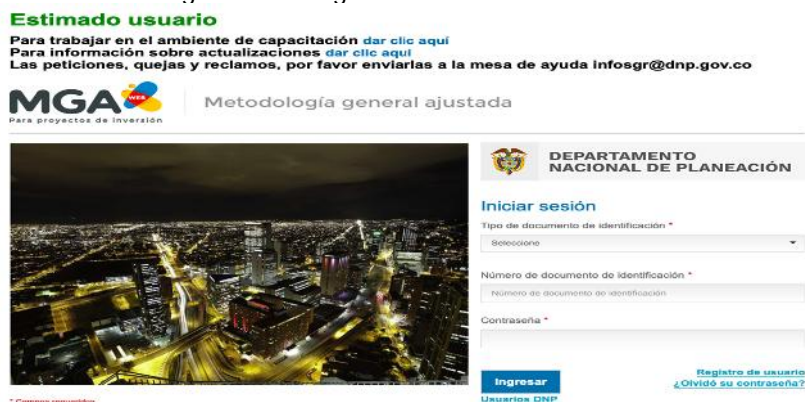 Estimado usuario
Para trabajar en el ambiente de capacitación dar clic aquí
Para información sobre actualizaciones dar clic aquí
Las peticiones, quejas y reclamos, por favor enviarlas a la mesa de ayuda infosgr@dnp.gov.co
MGA WEB
Para proyectos de inversión
Metodología general ajustada
DEPARTAMENTO
NACIONAL DE PLANEACIÓN
Iniciar sesión
Tipo de documento de identificación *
Seleccione
Número de documento de identificación *
Número de documento de identificación
Contraseña *
Ingresar
Registro de usuario
¿Olvidó su contraseña?
Usuarios DNP
* Campos requeridos